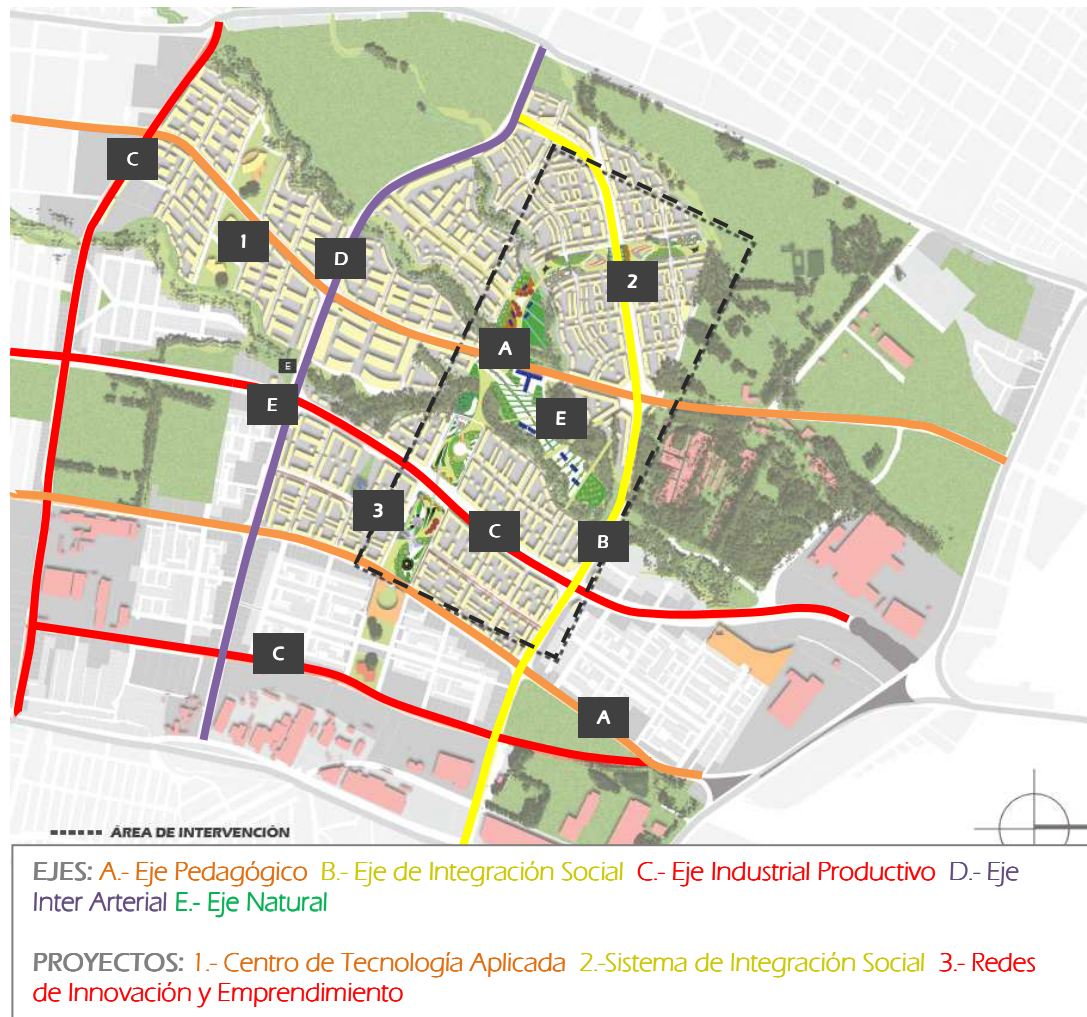 C
1
D
2
A
E
E
E
3
C
B
C
A
ÁREA DE INTERVENCIÓN
EJES: A.- Eje Pedagógico B.- Eje de Integración Social C.- Eje Industrial Productivo D.- Eje
Inter Arterial E.- Eje Natural
PROYECTOS: 1.- Centro de Tecnología Aplicada 2.-Sistema de Integración Social 3.- Redes
de Innovación y Emprendimiento